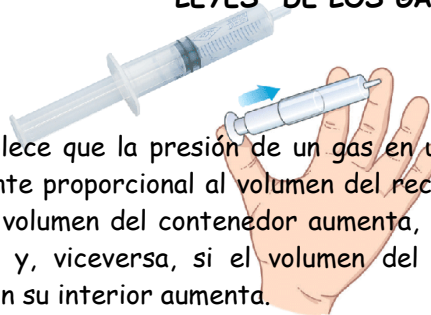 LEYES DE LOS GA
lece que la presión de un gas en u
nte proporcional al volumen del rec
volumen del contenedor aumenta,
y, viceversa, si el volumen del
n su interior aumenta.